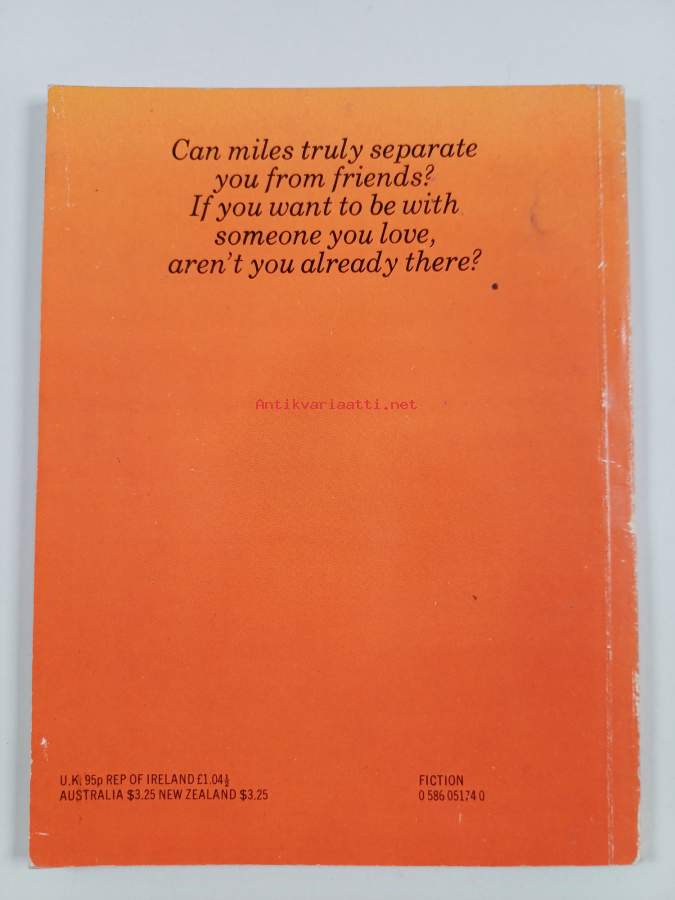 Can miles truly separate
you from friends?
If you want to be with
someone you love,
aren't you already there?
Antikvariaatti.net
U.K. 95p REP OF IRELAND £1.04½
AUSTRALIA $3.25 NEW ZEALAND $3.25
FICTION
0 586 05174 0